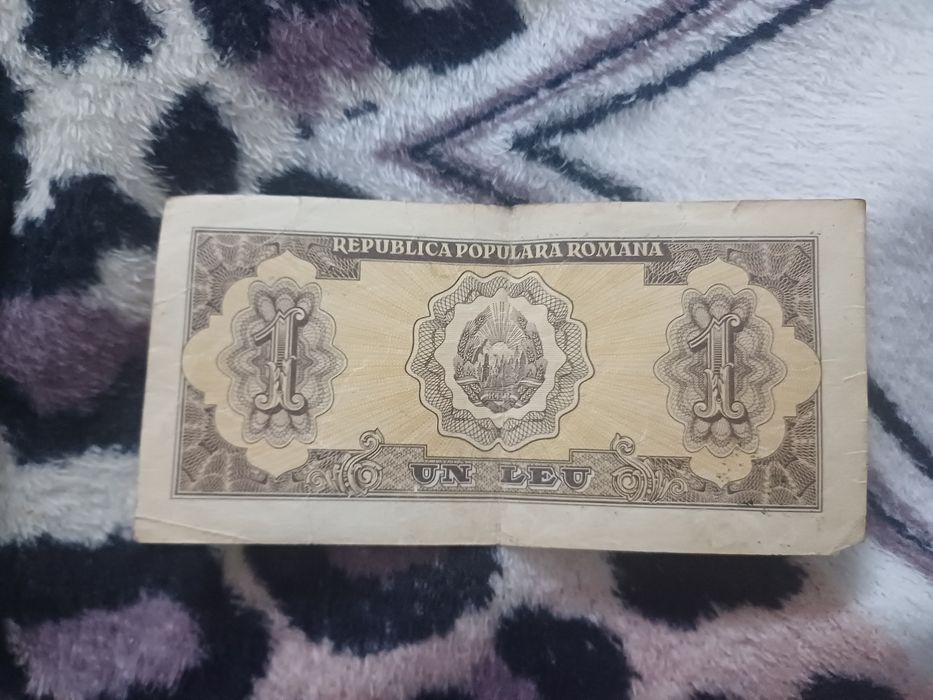 REPUBLICA POPULARA ROMANA
1 1
UN LEU